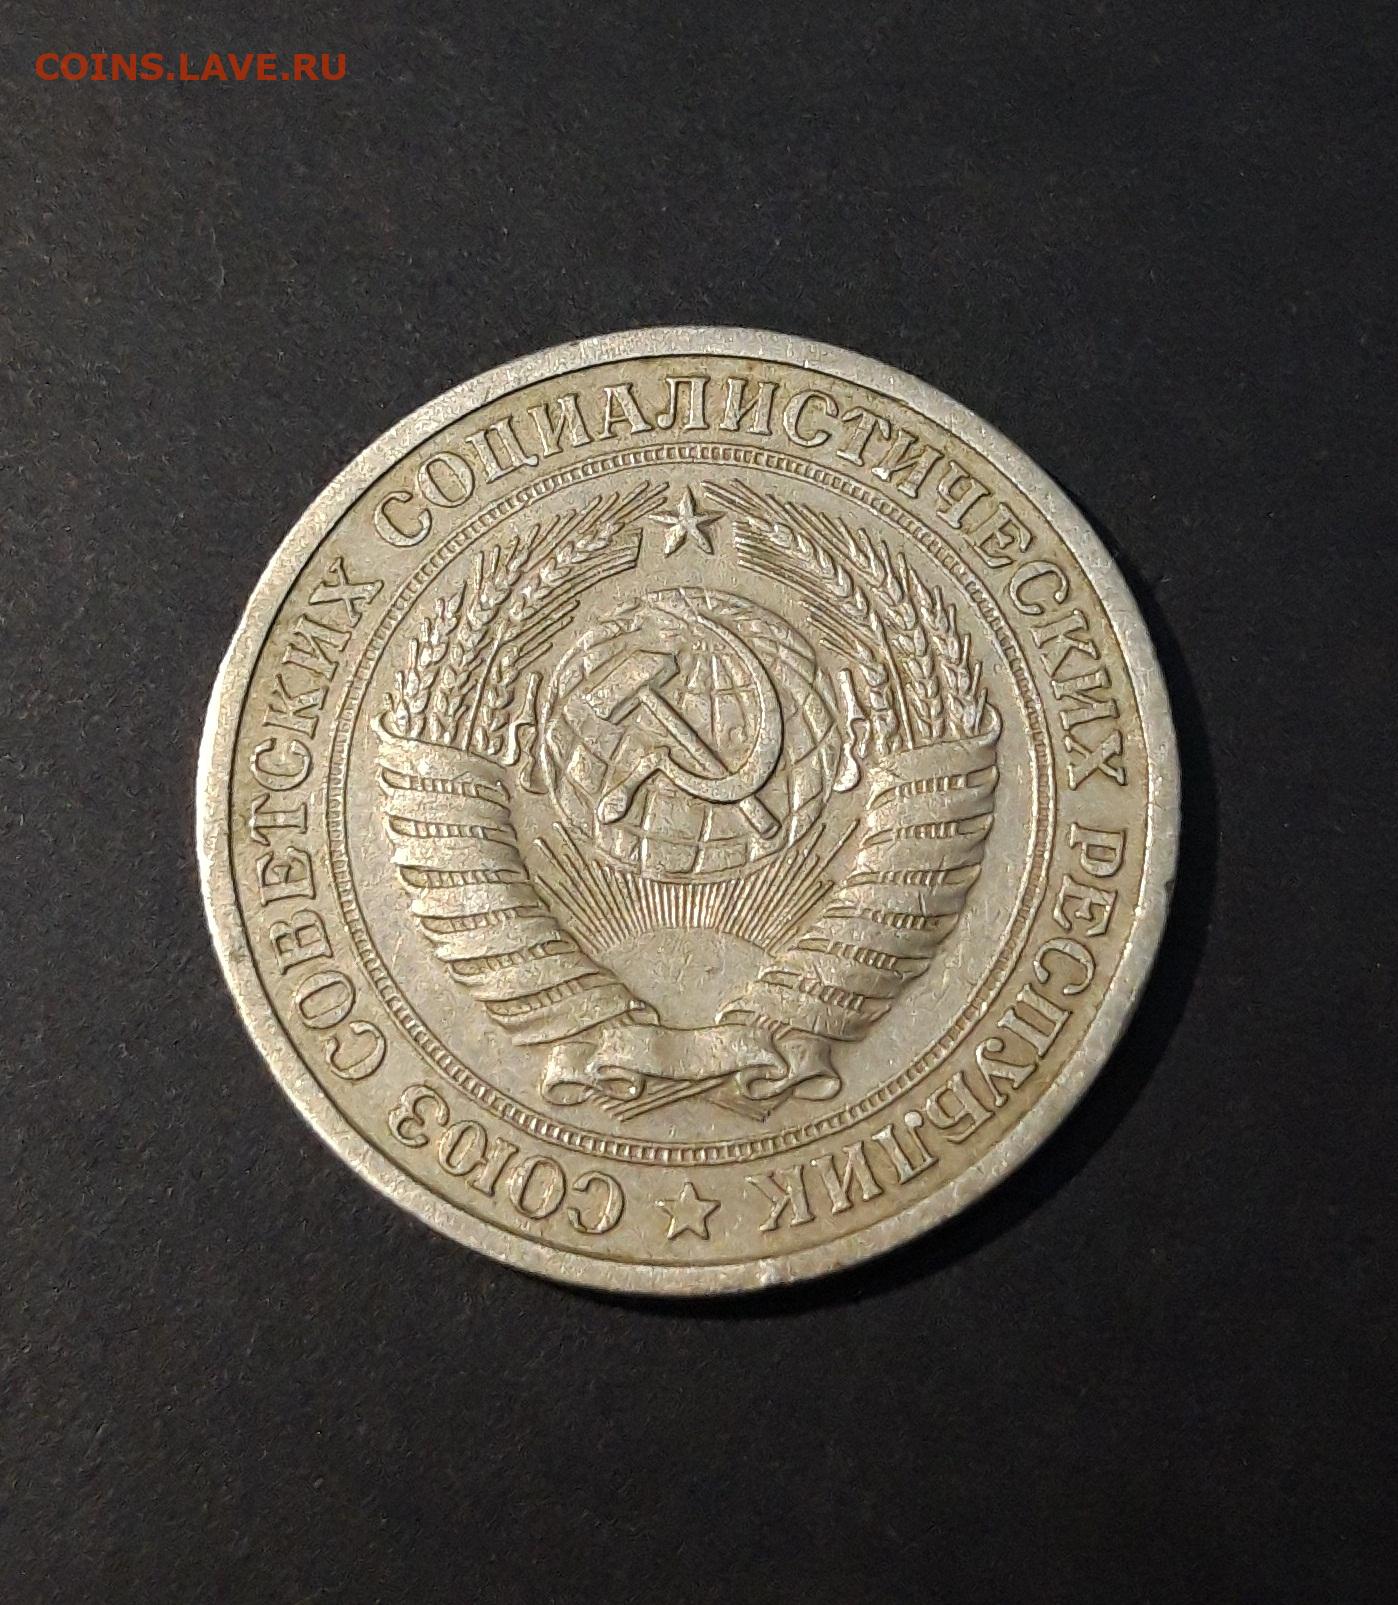 COINS.LAVE.RU
СОЮЗ СОВЕТСКИХ СОЦИАЛИСТИЧЕСКИХ РЕСПУБЛИК